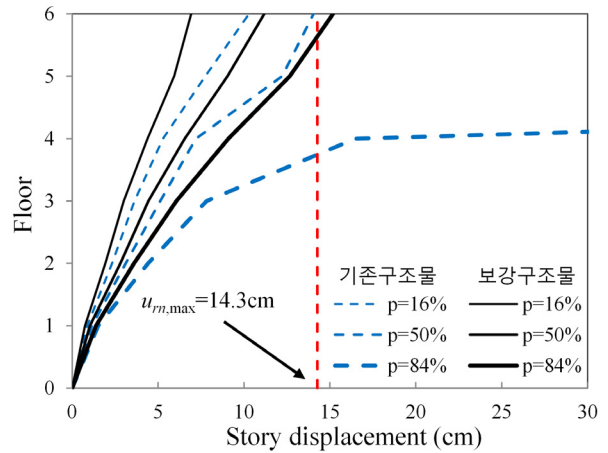 6
5
4
3
2
1
0
Floor
u_rn,max=14.3cm
기존구조물 보강구조물
p=16% p=16%
p=50% p=50%
p=84% p=84%
0 5 10 15 20 25 30
Story displacement (cm)